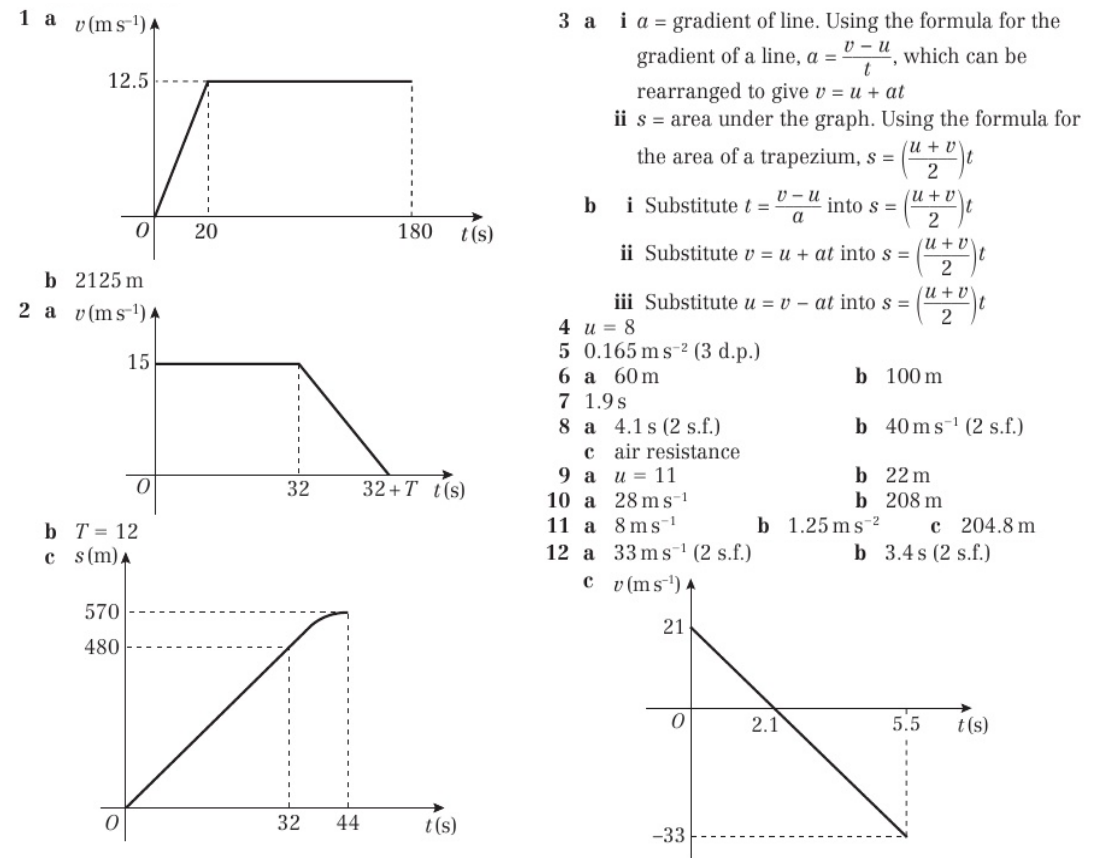 1 a v (m s⁻¹)
12.5
O 20 180 t (s)
b 2125 m
2 a v (m s⁻¹)
15
O 32 32 + T t (s)
b T = 12
c s (m)
570
480
O 32 44 t (s)
3 a i a = gradient of line. Using the formula for the
gradient of a line, a = (v − u)/t, which can be
rearranged to give v = u + at
ii s = area under the graph. Using the formula for
the area of a trapezium, s = ((u + v)/2)t
b i Substitute t = (v − u)/a into s = ((u + v)/2)t
ii Substitute v = u + at into s = ((u + v)/2)t
iii Substitute u = v − at into s = ((u + v)/2)t
4 u = 8
5 0.165 m s⁻² (3 d.p.)
6 a 60 m b 100 m
7 1.9 s
8 a 4.1 s (2 s.f.) b 40 m s⁻¹ (2 s.f.)
c air resistance
9 a u = 11 b 22 m
10 a 28 m s⁻¹ b 208 m
11 a 8 m s⁻¹ b 1.25 m s⁻² c 204.8 m
12 a 33 m s⁻¹ (2 s.f.) b 3.4 s (2 s.f.)
c v (m s⁻¹)
21
O 2.1 5.5 t (s)
−33